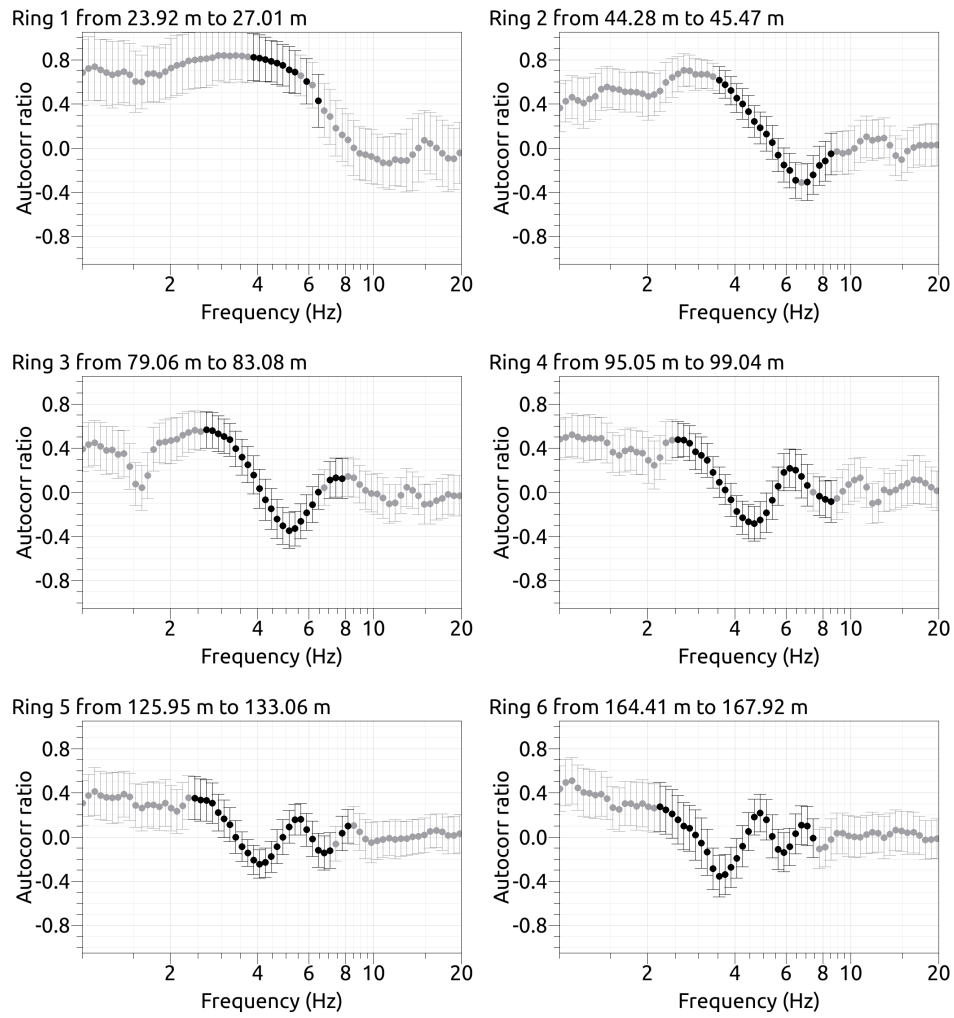 Ring 1 from 23.92 m to 27.01 m
Autocorr ratio
0.8
0.4
0.0
-0.4
-0.8
2 4 6 8 10 20
Frequency (Hz)
Ring 2 from 44.28 m to 45.47 m
Autocorr ratio
0.8
0.4
0.0
-0.4
-0.8
2 4 6 8 10 20
Frequency (Hz)
Ring 3 from 79.06 m to 83.08 m
Autocorr ratio
0.8
0.4
0.0
-0.4
-0.8
2 4 6 8 10 20
Frequency (Hz)
Ring 4 from 95.05 m to 99.04 m
Autocorr ratio
0.8
0.4
0.0
-0.4
-0.8
2 4 6 8 10 20
Frequency (Hz)
Ring 5 from 125.95 m to 133.06 m
Autocorr ratio
0.8
0.4
0.0
-0.4
-0.8
2 4 6 8 10 20
Frequency (Hz)
Ring 6 from 164.41 m to 167.92 m
Autocorr ratio
0.8
0.4
0.0
-0.4
-0.8
2 4 6 8 10 20
Frequency (Hz)